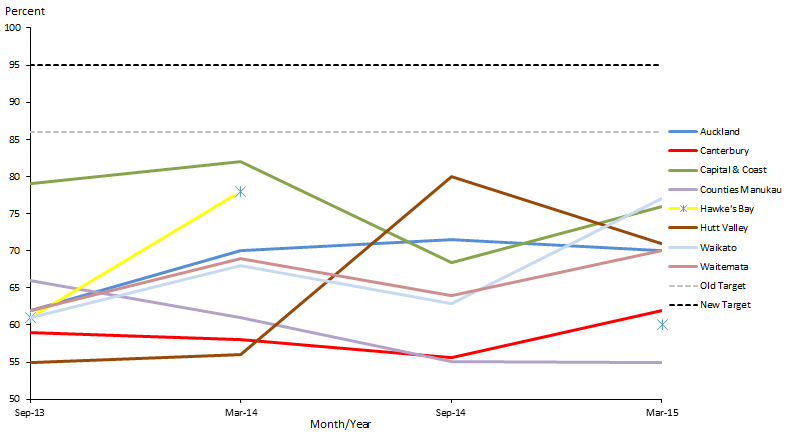 Percent
100
95
90
85
80
75
70
65
60
55
50
Sep-13 Mar-14 Sep-14 Mar-15
Month/Year
Auckland
Canterbury
Capital & Coast
Counties Manukau
Hawke's Bay
Hutt Valley
Waikato
Waitemata
Old Target
New Target